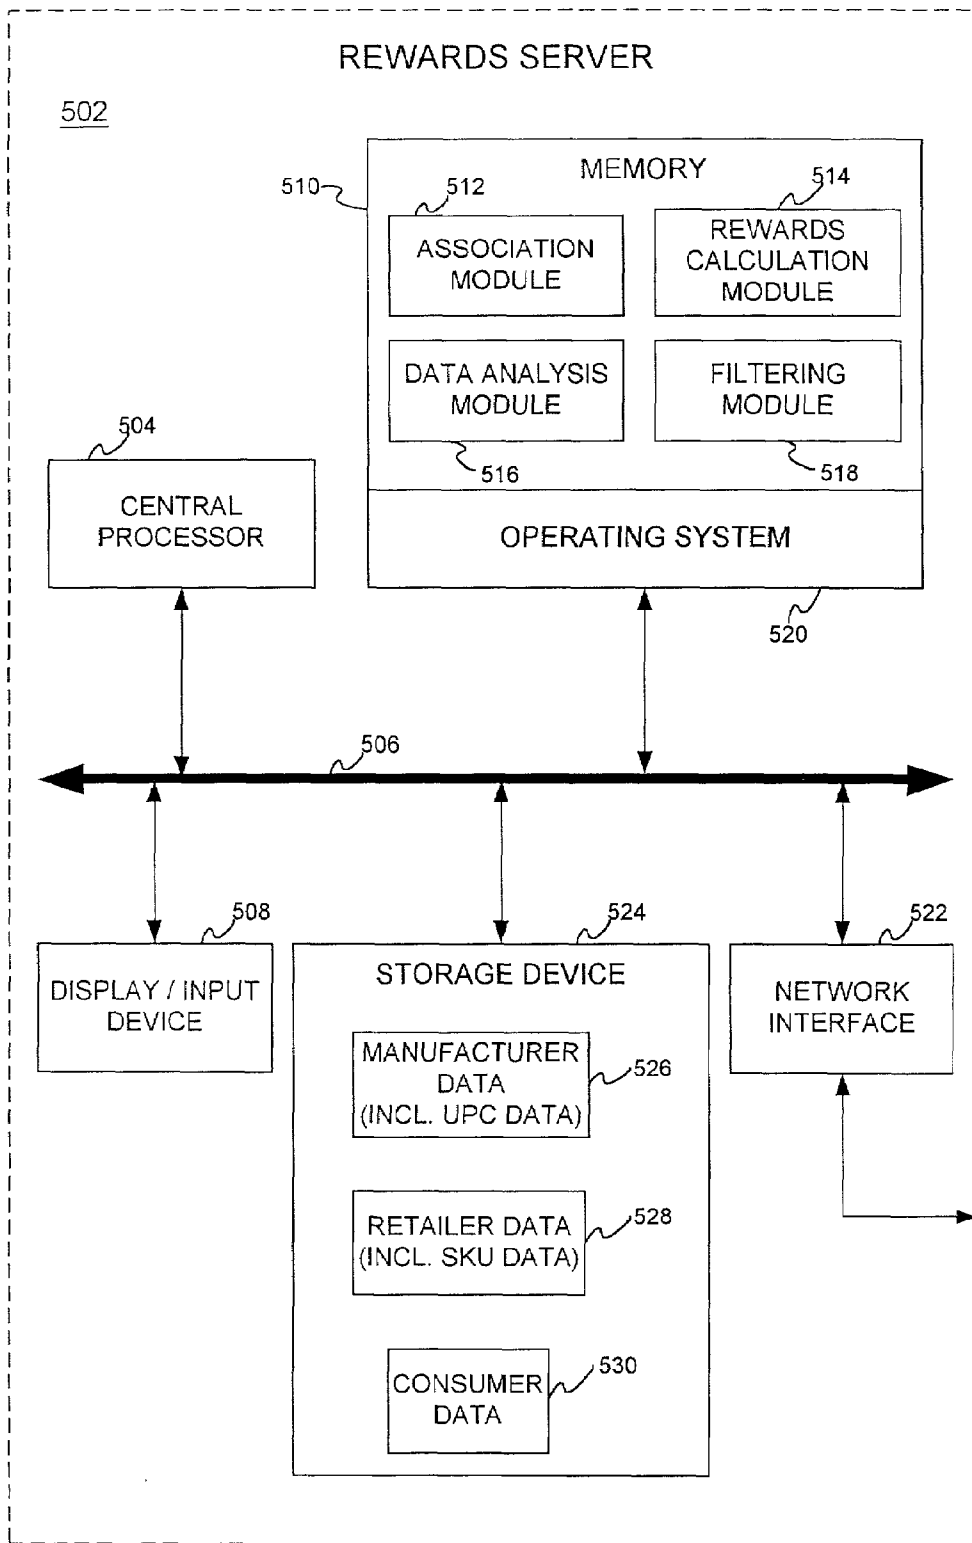 REWARDS SERVER
502
MEMORY
510
512
514
ASSOCIATION
MODULE
REWARDS
CALCULATION
MODULE
DATA ANALYSIS
MODULE
FILTERING
MODULE
516
518
504
CENTRAL
PROCESSOR
OPERATING SYSTEM
520
506
508
DISPLAY / INPUT
DEVICE
524
STORAGE DEVICE
MANUFACTURER
DATA
(INCL. UPC DATA)
526
RETAILER DATA
(INCL. SKU DATA)
528
CONSUMER
DATA
530
522
NETWORK
INTERFACE